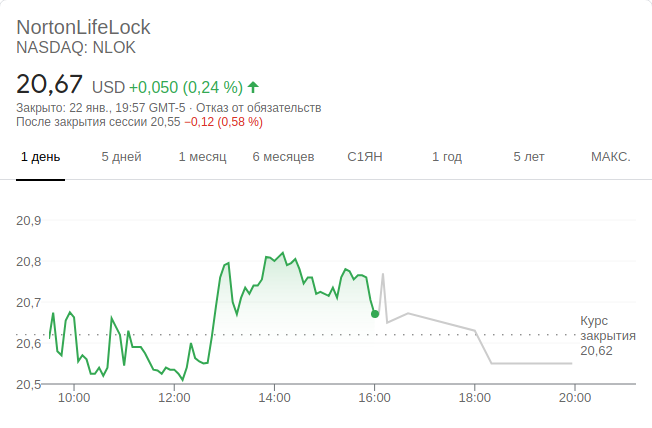 NortonLifeLock
NASDAQ: NLOK
20,67 USD +0,050 (0,24 %)
Закрыто: 22 янв., 19:57 GMT-5 · Отказ от обязательств
После закрытия сессии 20,55 −0,12 (0,58 %)
1 день 5 дней 1 месяц 6 месяцев С1ЯН 1 год 5 лет МАКС.
20,9
20,8
20,7
20,6
20,5
Курс
закрытия
20,62
10:00 12:00 14:00 16:00 18:00 20:00